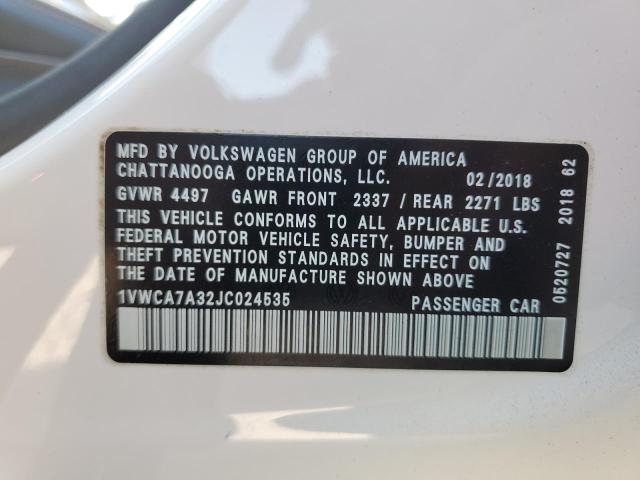 MFD BY VOLKSWAGEN GROUP OF AMERICA
CHATTANOOGA OPERATIONS, LLC. 02/2018
GVWR 4497 GAWR FRONT 2337 / REAR 2271 LBS
THIS VEHICLE CONFORMS TO ALL APPLICABLE U.S.
FEDERAL MOTOR VEHICLE SAFETY, BUMPER AND
THEFT PREVENTION STANDARDS IN EFFECT ON
THE DATE OF MANUFACTURE SHOWN ABOVE
1VWCA7A32JC024535 PASSENGER CAR
0520727 2018 62